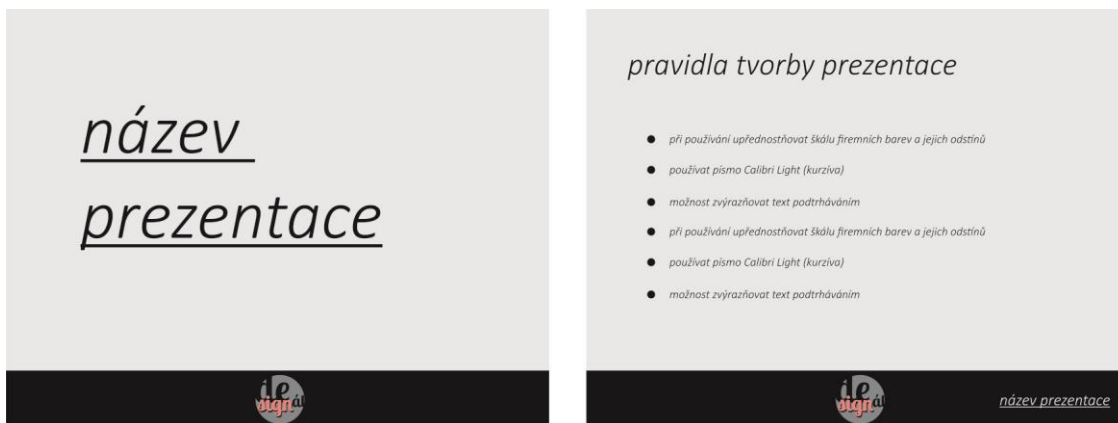 název
prezentace
pravidla tvorby prezentace
při používání upřednostňovat škálu firemních barev a jejich odstínů
používat písmo Calibri Light (kurzíva)
možnost zvýrazňovat text podtrháváním
při používání upřednostňovat škálu firemních barev a jejich odstínů
používat písmo Calibri Light (kurzíva)
možnost zvýrazňovat text podtrháváním
název prezentace